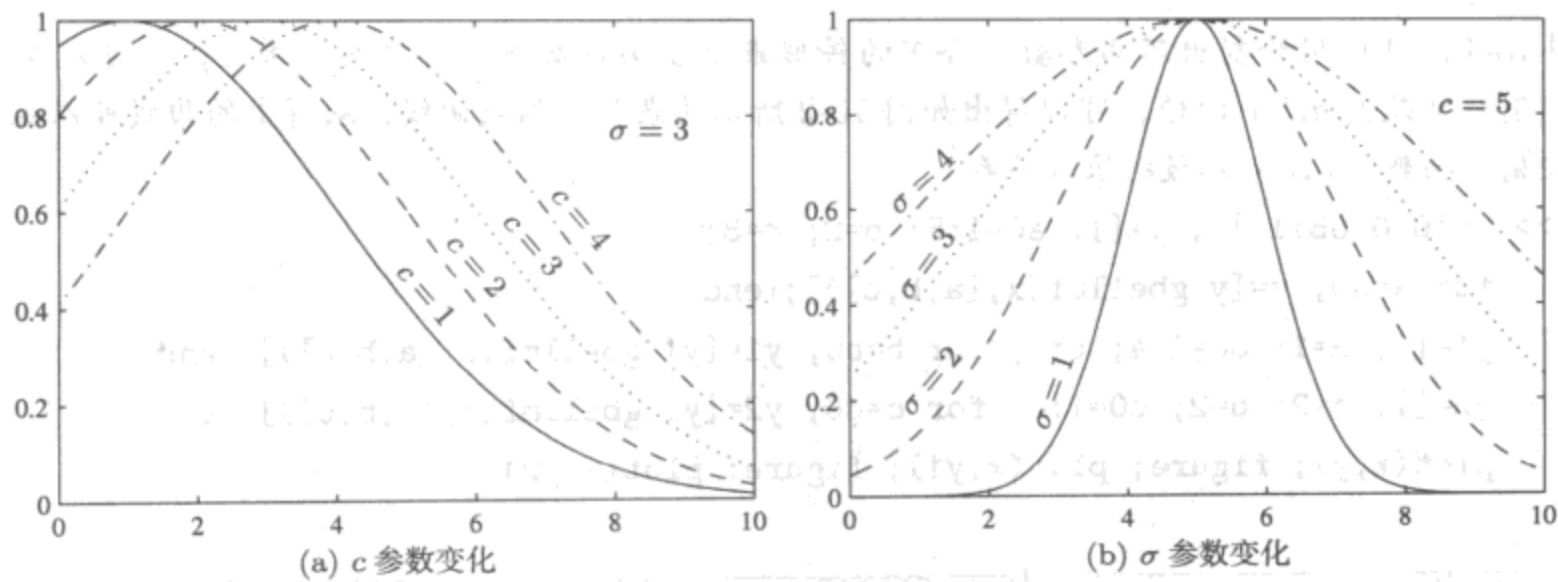 1
0.8
0.6
0.4
0.2
0
0 2 4 6 8 10
σ = 3
c = 1
c = 2
c = 3
c = 4
(a) c 参数变化
1
0.8
0.6
0.4
0.2
0
0 2 4 6 8 10
c = 5
σ = 4
σ = 3
σ = 2
σ = 1
(b) σ 参数变化